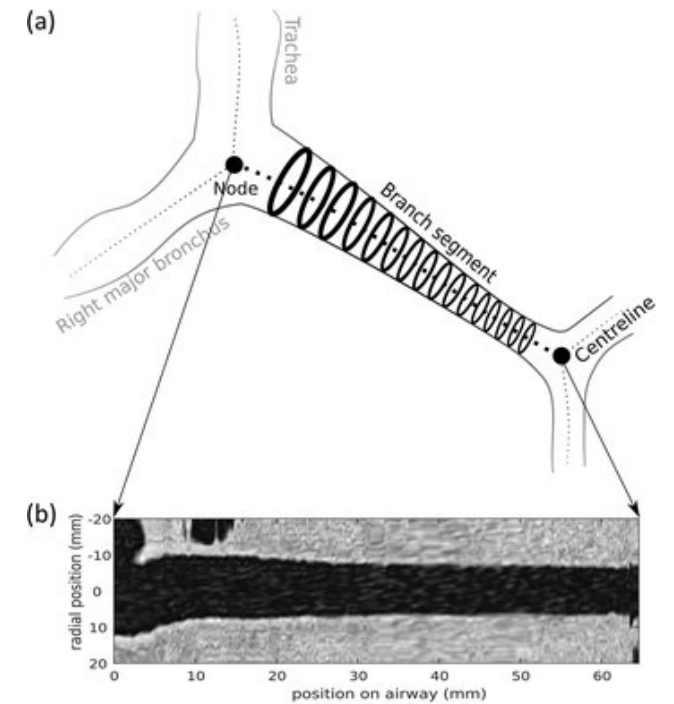 (a)
Trachea
Node
Branch segment
Right major bronchus
Centreline
(b)
radial position (mm)
-20
-10
0
10
20
0 10 20 30 40 50 60
position on airway (mm)